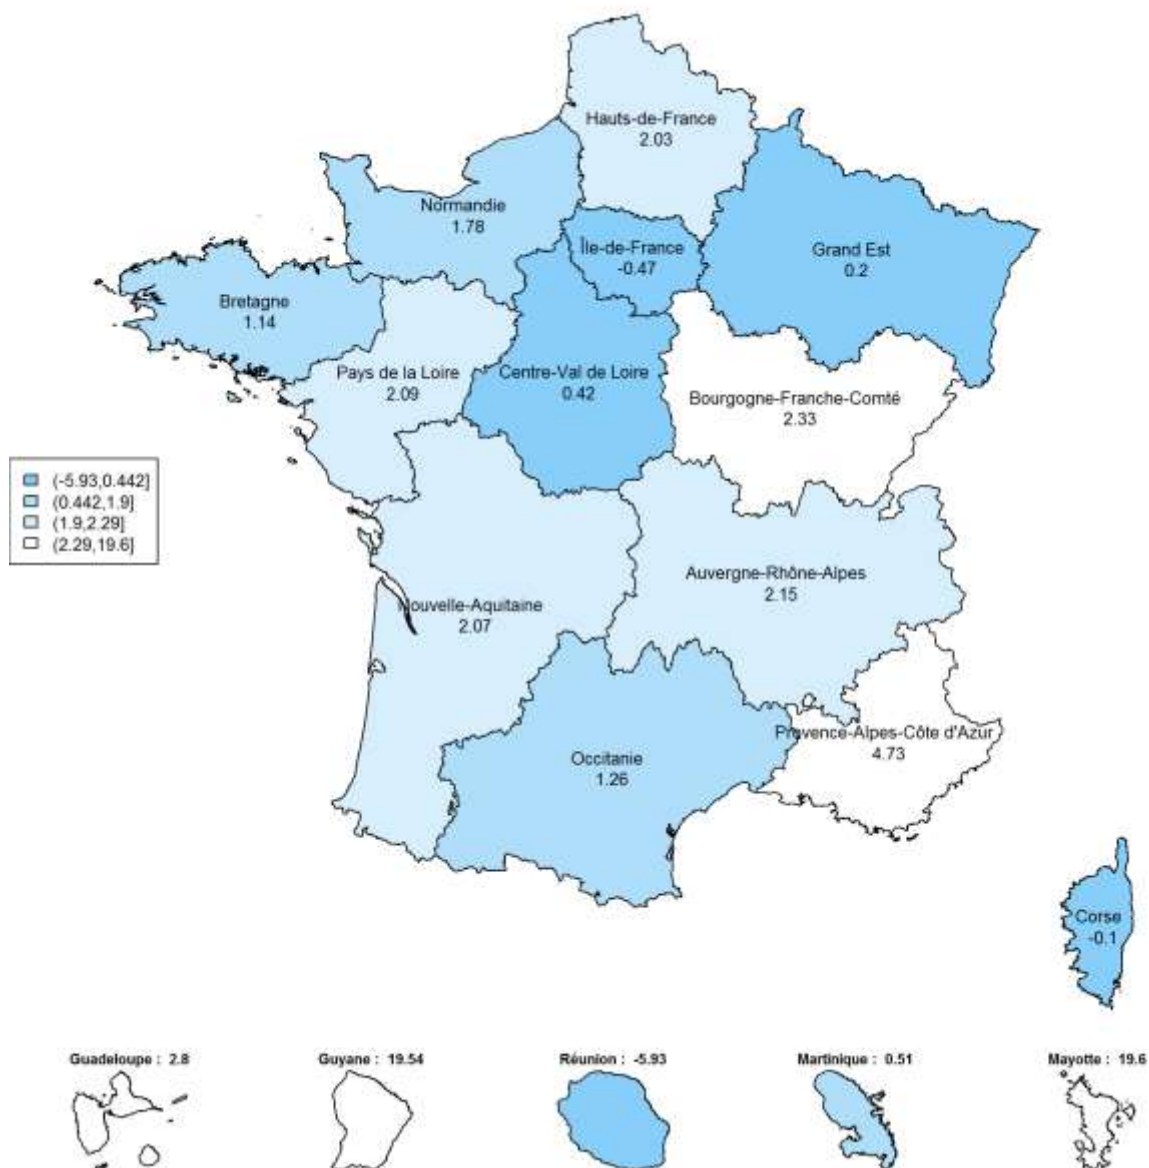 Hauts-de-France
2.03
Normandie
1.78
Île-de-France
-0.47
Grand Est
0.2
Bretagne
1.14
Pays de la Loire
2.09
Centre-Val de Loire
0.42
Bourgogne-Franche-Comté
2.33
(-5.93,0.442]
(0.442,1.9]
(1.9,2.29]
(2.29,19.6]
Auvergne-Rhône-Alpes
2.15
Nouvelle-Aquitaine
2.07
Provence-Alpes-Côte d'Azur
4.73
Occitanie
1.26
Corse
-0.1
Guadeloupe : 2.8
Guyane : 19.54
Réunion : -5.93
Martinique : 0.51
Mayotte : 19.6